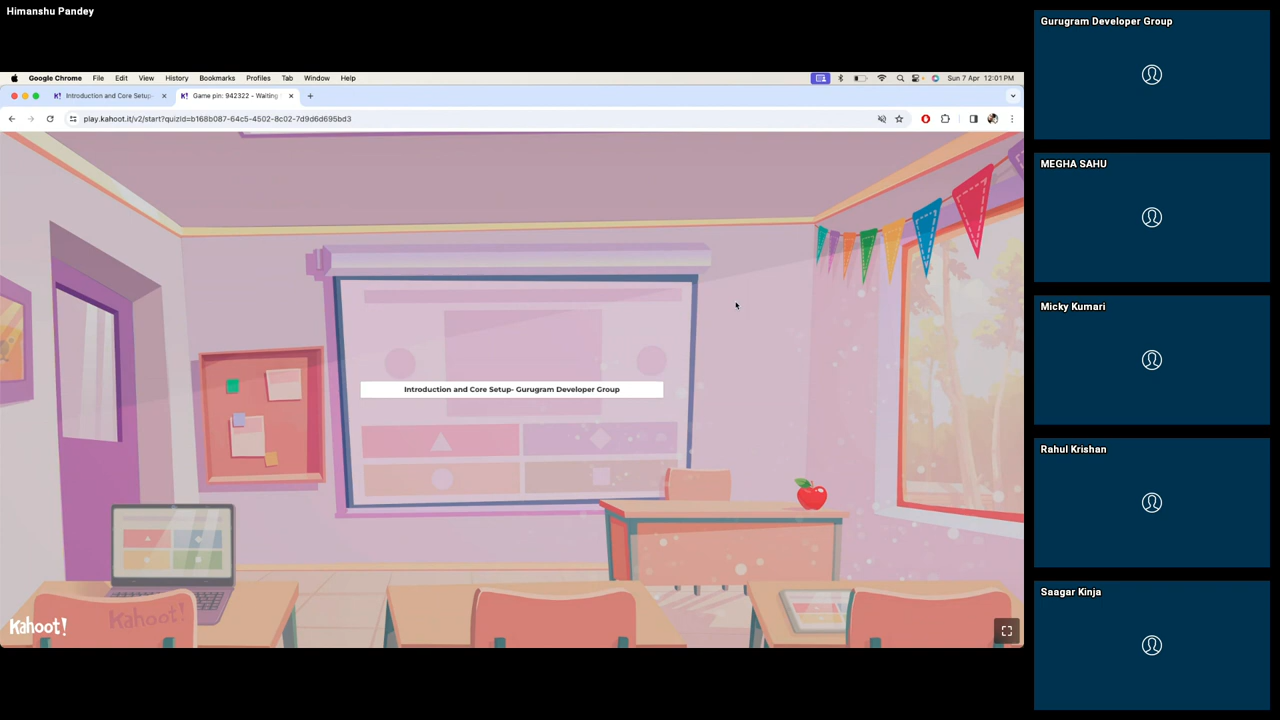 Himanshu Pandey
Gurugram Developer Group
Chrome File Edit View History Bookmarks Profiles Tab Window Help
Sun 7 Apr 12:01 PM
Introduction and Core Setup-
Game pin: 942322 - Waiting
play.kahoot.it/v2/start?quizId=b168b087-64c5-4502-8c02-7d9d6d695bd3
MEGHA SAHU
Micky Kumari
Introduction and Core Setup- Gurugram Developer Group
Rahul Krishan
Saagar Kinja
Kahoot!
Kahoot!